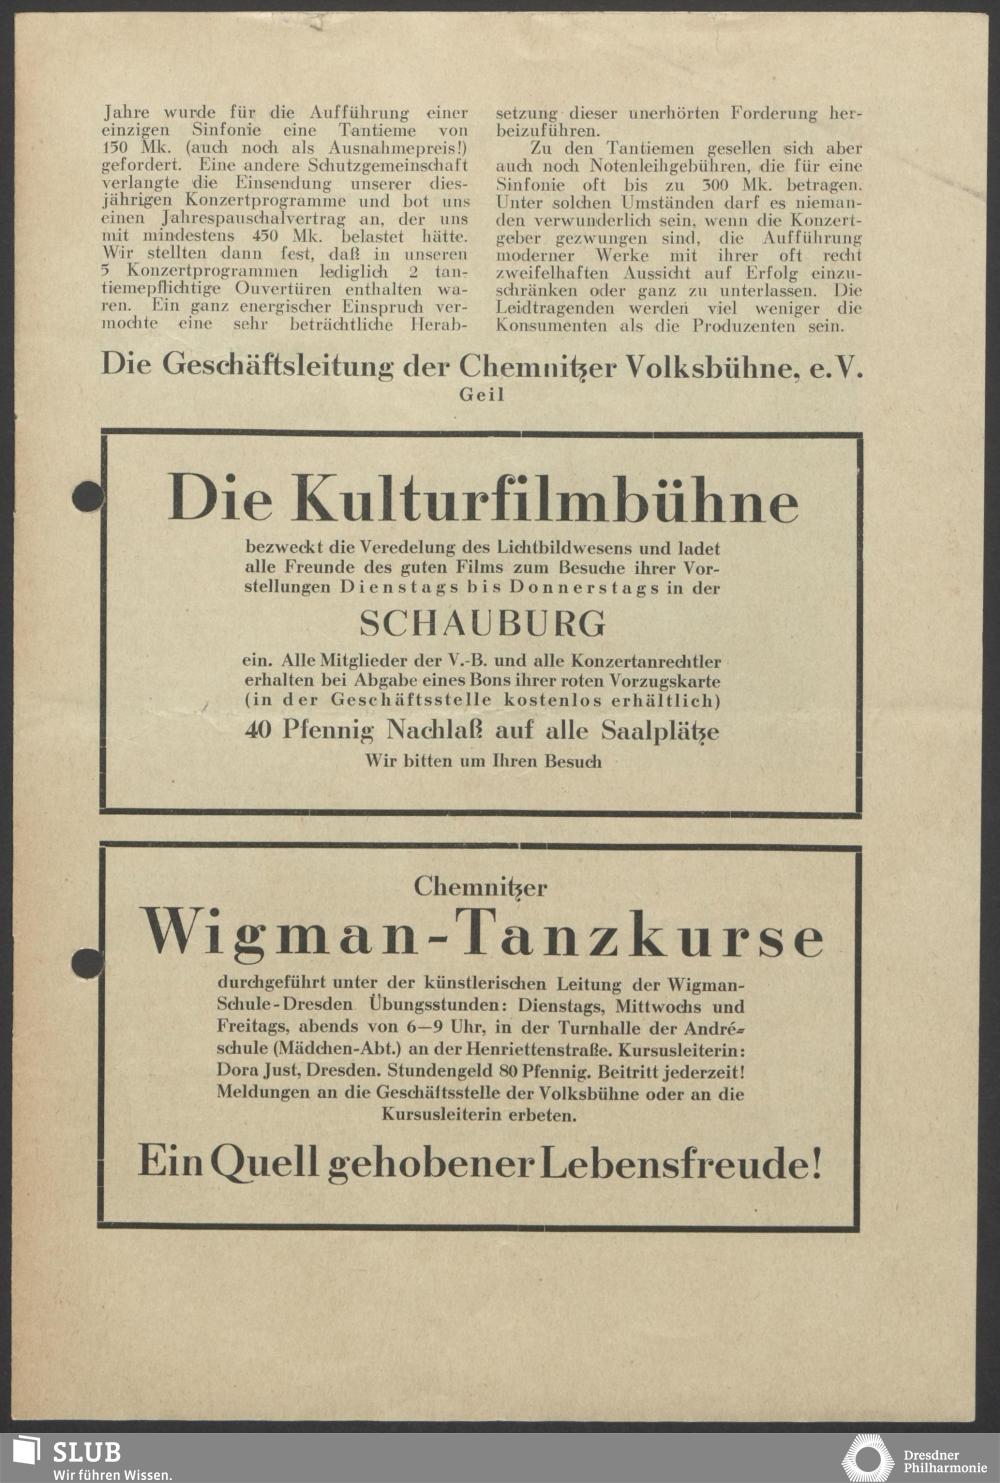 Jahre wurde für die Aufführung einer
einzigen Sinfonie eine Tantieme von
150 Mk. (auch noch als Ausnahmepreis!)
gefordert. Eine andere Schutzgemeinschaft
verlangte die Einsendung unserer dies-
jährigen Konzertprogramme und bot uns
einen Jahrespauschalvertrag an, der uns
mit mindestens 450 Mk. belastet hätte.
Wir stellten dann fest, daß in unseren
5 Konzertprogrammen lediglich 2 tan-
tiemepflichtige Ouvertüren enthalten wa-
ren. Ein ganz energischer Einspruch ver-
mochte eine sehr beträchtliche Herab-
setzung dieser unerhörten Forderung her-
beizuführen.
Zu den Tantiemen gesellen sich aber
auch noch Notenleihgebühren, die für eine
Sinfonie oft bis zu 300 Mk. betragen.
Unter solchen Umständen darf es nieman-
den verwunderlich sein, wenn die Konzert-
geber gezwungen sind, die Aufführung
moderner Werke mit ihrer oft recht
zweifelhaften Aussicht auf Erfolg einzu-
schränken oder ganz zu unterlassen. Die
Leidtragenden werden viel weniger die
Konsumenten als die Produzenten sein.
Die Geschäftsleitung der Chemnitzer Volksbühne, e.V.
Geil
Die Kulturfilmbühne
bezweckt die Veredelung des Lichtbildwesens und ladet
alle Freunde des guten Films zum Besuche ihrer Vor-
stellungen Dienstags bis Donnerstags in der
SCHAUBURG
ein. Alle Mitglieder der V.-B. und alle Konzertanrechtler
erhalten bei Abgabe eines Bons ihrer roten Vorzugskarte
(in der Geschäftsstelle kostenlos erhältlich)
40 Pfennig Nachlaß auf alle Saalplätze
Wir bitten um Ihren Besuch
Chemnitzer
Wigman-Tanzkurse
durchgeführt unter der künstlerischen Leitung der Wigman-
Schule-Dresden Übungsstunden: Dienstags, Mittwochs und
Freitags, abends von 6—9 Uhr, in der Turnhalle der André-
schule (Mädchen-Abt.) an der Henriettenstraße. Kursusleiterin:
Dora Just, Dresden. Stundengeld 80 Pfennig. Beitritt jederzeit!
Meldungen an die Geschäftsstelle der Volksbühne oder an die
Kursusleiterin erbeten.
Ein Quell gehobener Lebensfreude!
SLUB
Wir führen Wissen.
Dresdner
Philharmonie